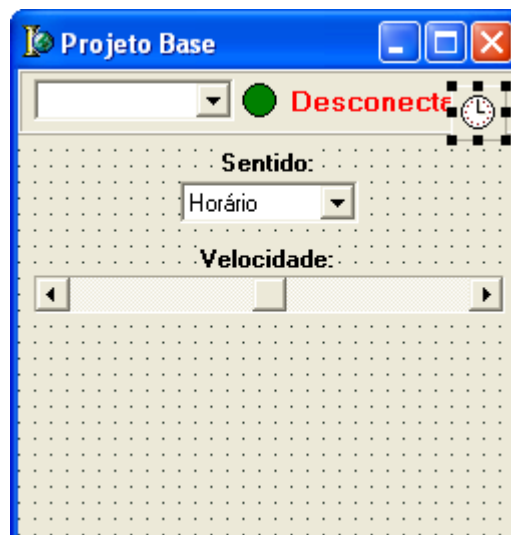 Projeto Base
Desconecta
Sentido:
Horário
Velocidade: